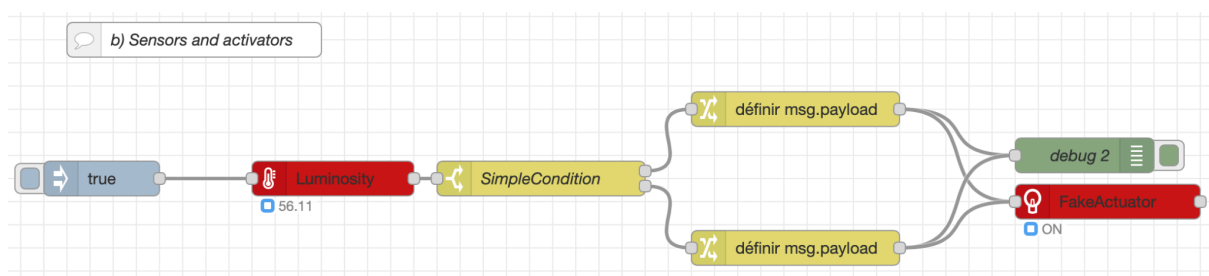 b) Sensors and activators
true
Luminosity
56.11
SimpleCondition
définir msg.payload
définir msg.payload
debug 2
FakeActuator
ON